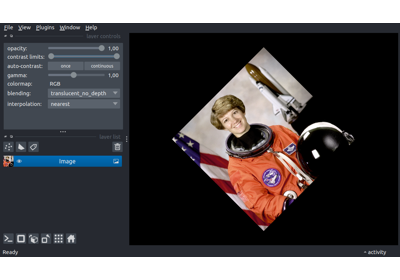 File View Plugins Window Help
layer controls
opacity: 1,00
contrast limits:
auto-contrast: once continuous
gamma: 1,00
colormap: RGB
blending: translucent_no_depth
interpolation: nearest
layer list
Image
Ready
activity